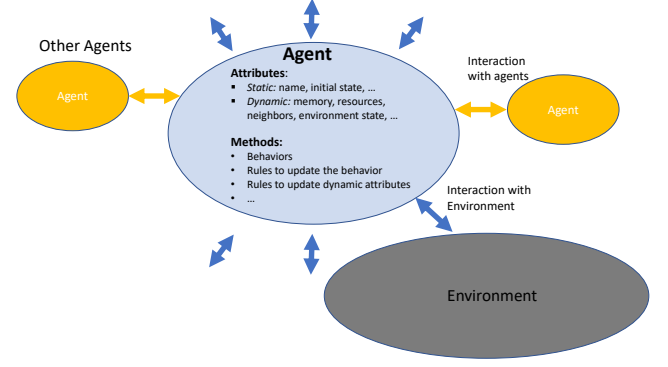 Other Agents
Agent
Agent
Attributes:
▪ Static: name, initial state, ...
▪ Dynamic: memory, resources,
neighbors, environment state, ...
Methods:
• Behaviors
• Rules to update the behavior
• Rules to update dynamic attributes
• ...
Interaction
with agents
Agent
Interaction with
Environment
Environment